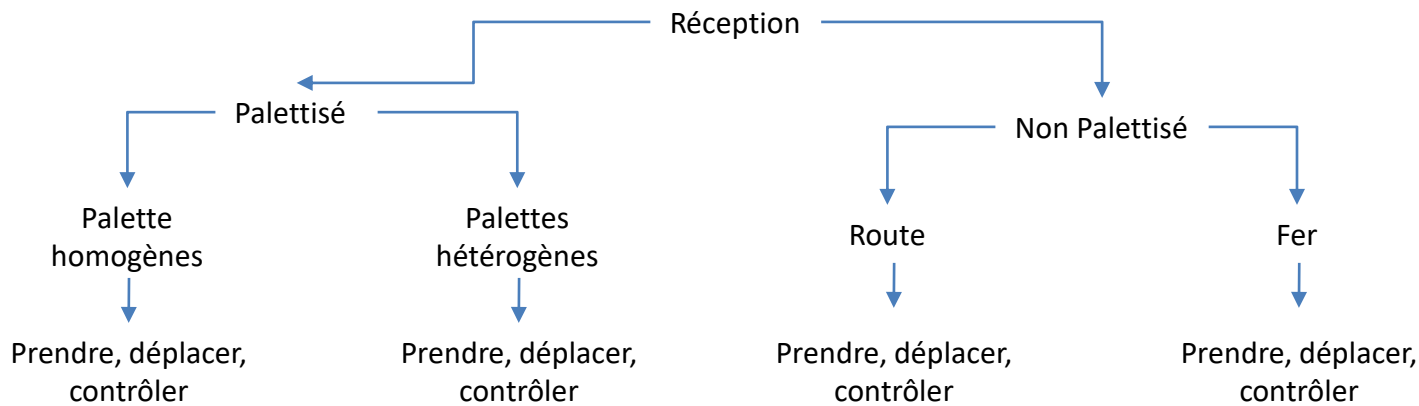 Réception
Palettisé
Non Palettisé
Palette
homogènes
Palettes
hétérogènes
Route
Fer
Prendre, déplacer,
contrôler
Prendre, déplacer,
contrôler
Prendre, déplacer,
contrôler
Prendre, déplacer,
contrôler